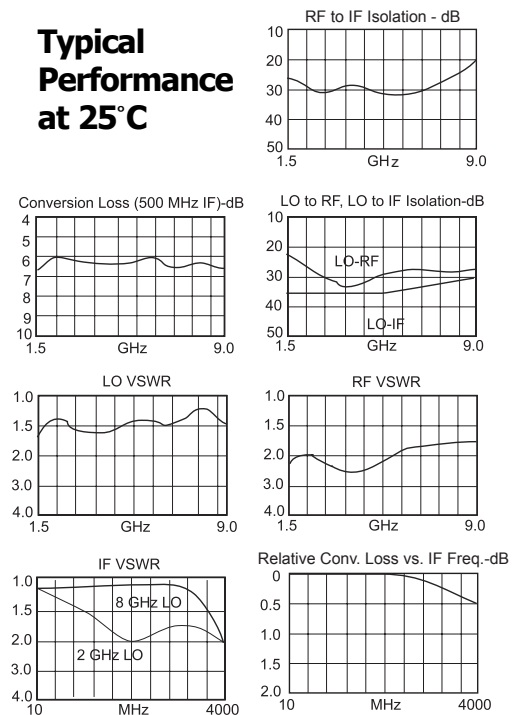 Typical
Performance
at 25°C
RF to IF Isolation - dB
10
20
30
40
50
1.5 GHz 9.0
Conversion Loss (500 MHz IF)-dB
4
5
6
7
8
9
10
1.5 GHz 9.0
LO to RF, LO to IF Isolation-dB
10
20
30
40
50
LO-RF
LO-IF
1.5 GHz 9.0
LO VSWR
1.0
1.5
2.0
3.0
4.0
1.5 GHz 9.0
RF VSWR
1.0
1.5
2.0
3.0
4.0
1.5 GHz 9.0
IF VSWR
1.0
1.5
2.0
3.0
4.0
8 GHz LO
2 GHz LO
10 MHz 4000
Relative Conv. Loss vs. IF Freq.-dB
0
0.5
1.0
1.5
2.0
10 MHz 4000